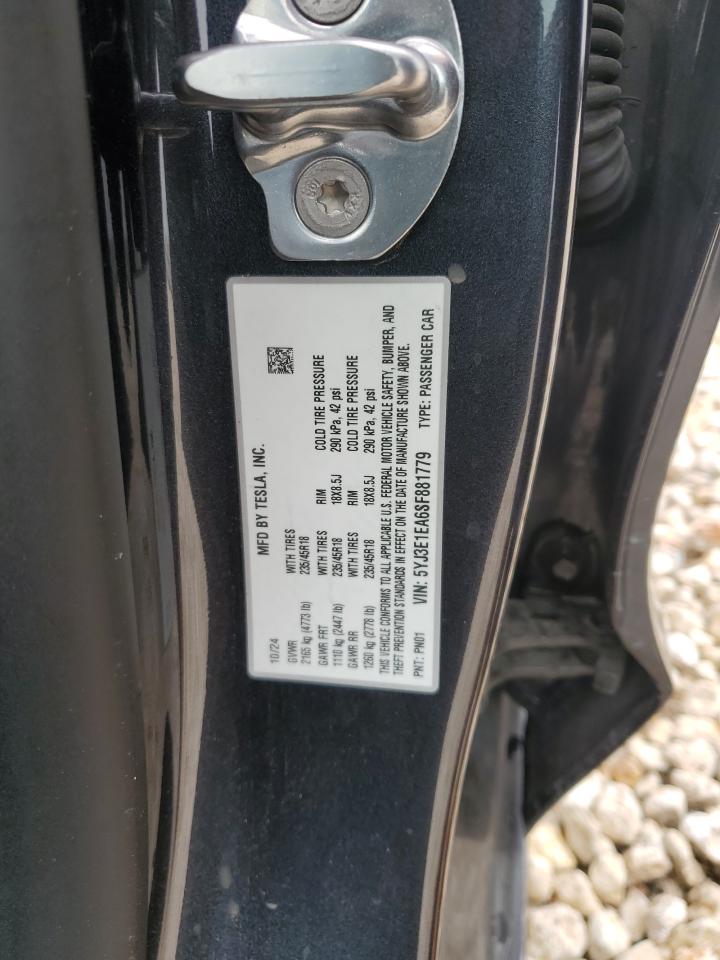 MFD BY TESLA, INC.
10/24
GVWR WITH TIRES RIM COLD TIRE PRESSURE
2165 kg (4773 lb) 235/45R18 18X8.5J 290 kPa, 42 psi
GAWR FRT WITH TIRES RIM COLD TIRE PRESSURE
1110 kg (2447 lb) 235/45R18 18X8.5J 290 kPa, 42 psi
GAWR RR WITH TIRES
1260 kg (2778 lb) 235/45R18
THIS VEHICLE CONFORMS TO ALL APPLICABLE U.S. FEDERAL MOTOR VEHICLE SAFETY, BUMPER, AND
THEFT PREVENTION STANDARDS IN EFFECT ON THE DATE OF MANUFACTURE SHOWN ABOVE.
PNT: PN01 VIN: 5YJ3E1EA6SF881779 TYPE: PASSENGER CAR